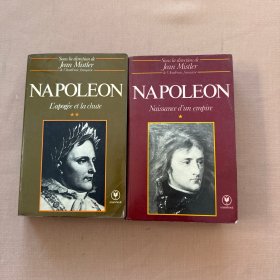 Sous la direction de
Jean Mistler
de l'Académie française
NAPOLEON
L'apogée et la chute
**
Sous la direction de
Jean Mistler
de l'Académie française
NAPOLEON
Naissance d'un empire
*